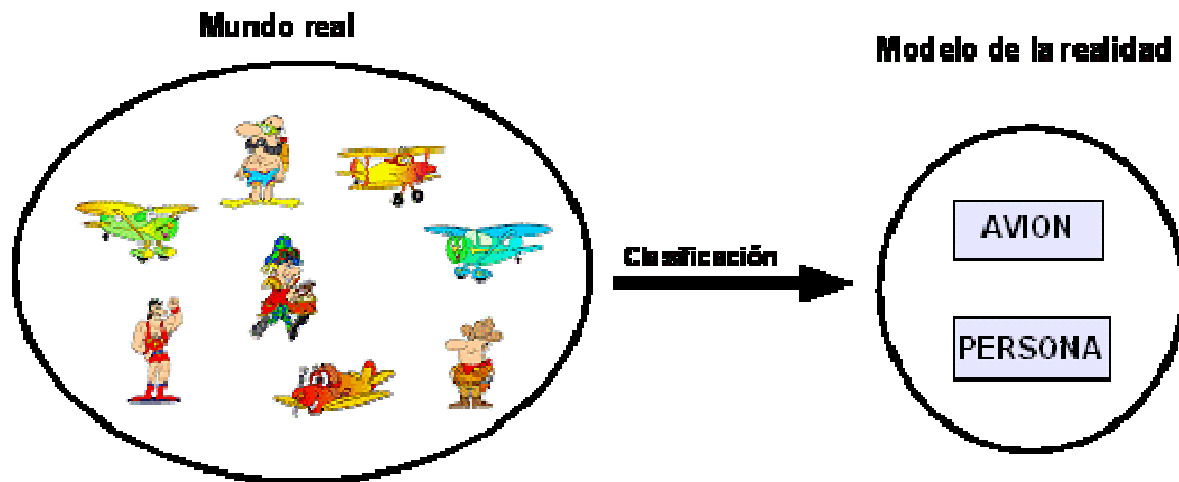 Mundo real
Modelo de la realidad
Clasificación
AVION
PERSONA